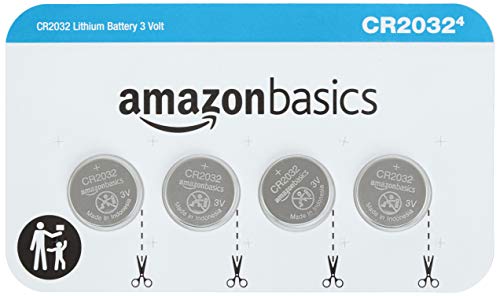 CR2032 Lithium Battery 3 Volt
CR2032⁴
amazonbasics
+
CR2032
amazonbasics
3V
Made in Indonesia
+
CR2032
amazonbasics
3V
Made in Indonesia
+
CR2032
amazonbasics
3V
Made in Indonesia
+
CR2032
amazonbasics
3V
Made in Indonesia